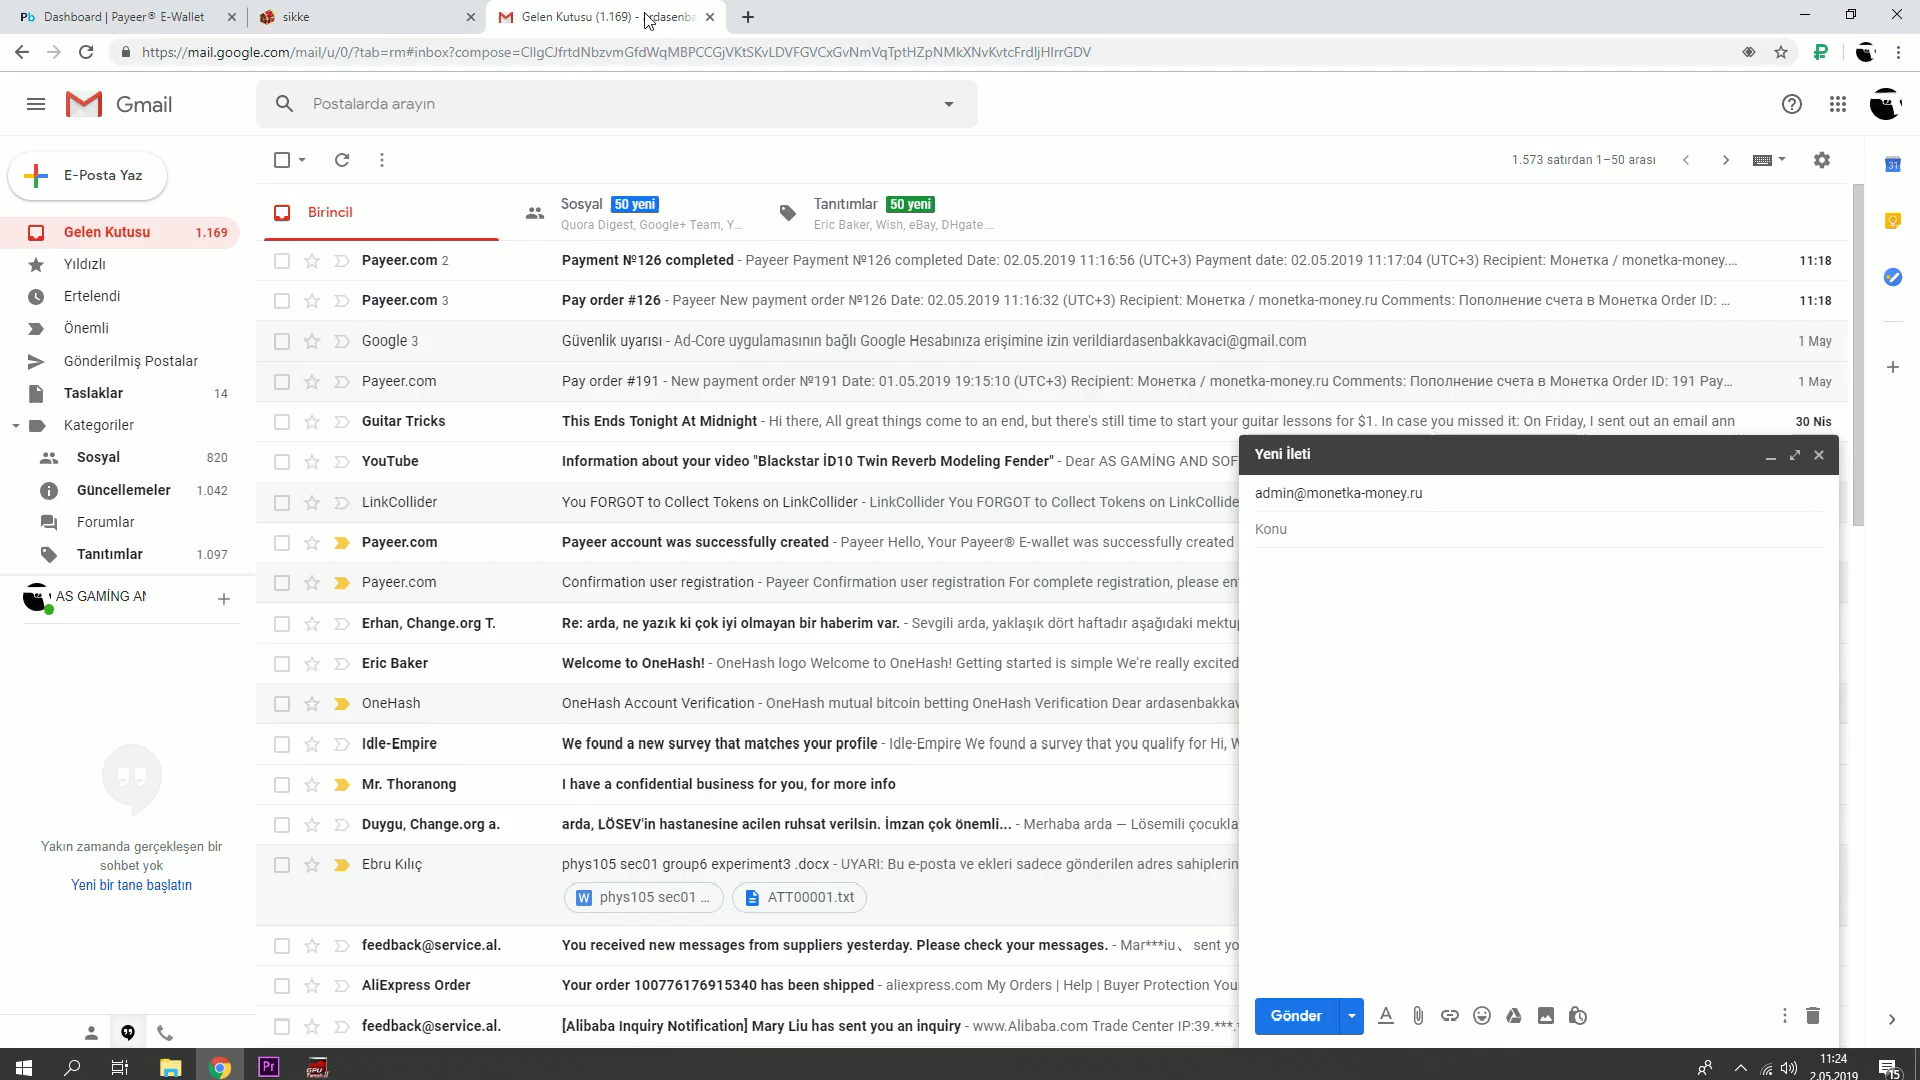 Dashboard | Payeer® E-Wallet
sikke
Gelen Kutusu (1.169) -
https://mail.google.com/mail/u/0/?tab=rm#inbox?compose=CllgCJfrtdNbzvmGfdWqMBPCCGjVKtSKvLDVFGVCxGvNmVqTptHZpNMkXNvKvtcFrdljHlrrGDV
Gmail
Postalarda arayın
E-Posta Yaz
1.573 satırdan 1–50 arası
Gelen Kutusu 1.169
Yıldızlı
Ertelendi
Önemli
Gönderilmiş Postalar
Taslaklar 14
Kategoriler
Sosyal 820
Güncellemeler 1.042
Forumlar
Tanıtımlar 1.097
AS GAMİNG AN
Yakın zamanda gerçekleşen bir
sohbet yok
Yeni bir tane başlatın
Birincil
Sosyal 50 yeni
Quora Digest, Google+ Team, Y...
Tanıtımlar 50 yeni
Eric Baker, Wish, eBay, DHgate....
Payeer.com 2 Payment №126 completed - Payeer Payment №126 completed Date: 02.05.2019 11:16:56 (UTC+3) Payment date: 02.05.2019 11:17:04 (UTC+3) Recipient: Монетка / monetka-money.... 11:18
Payeer.com 3 Pay order #126 - Payeer New payment order №126 Date: 02.05.2019 11:16:32 (UTC+3) Recipient: Монетка / monetka-money.ru Comments: Пополнение счета в Монетка Order ID: ... 11:18
Google 3 Güvenlik uyarısı - Ad-Core uygulamasının bağlı Google Hesabınıza erişimine izin verildiardasenbakkavaci@gmail.com 1 May
Payeer.com Pay order #191 - New payment order №191 Date: 01.05.2019 19:15:10 (UTC+3) Recipient: Монетка / monetka-money.ru Comments: Пополнение счета в Монетка Order ID: 191 Pay... 1 May
Guitar Tricks This Ends Tonight At Midnight - Hi there, All great things come to an end, but there's still time to start your guitar lessons for $1. In case you missed it: On Friday, I sent out an email ann 30 Nis
YouTube Information about your video "Blackstar İD10 Twin Reverb Modeling Fender" - Dear AS GAMİNG AND SOF
LinkCollider You FORGOT to Collect Tokens on LinkCollider - LinkCollider You FORGOT to Collect Tokens on LinkCollide
Payeer.com Payeer account was successfully created - Payeer Hello, Your Payeer® E-wallet was successfully created
Payeer.com Confirmation user registration - Payeer Confirmation user registration For complete registration, please en
Erhan, Change.org T. Re: arda, ne yazık ki çok iyi olmayan bir haberim var. - Sevgili arda, yaklaşık dört haftadır aşağıdaki mektup
Eric Baker Welcome to OneHash! - OneHash logo Welcome to OneHash! Getting started is simple We're really excited
OneHash OneHash Account Verification - OneHash mutual bitcoin betting OneHash Verification Dear ardasenbakkav
Idle-Empire We found a new survey that matches your profile - Idle-Empire We found a survey that you qualify for Hi, W
Mr. Thoranong I have a confidential business for you, for more info
Duygu, Change.org a. arda, LÖSEV'in hastanesine acilen ruhsat verilsin. İmzan çok önemli... - Merhaba arda — Lösemili çocukla
Ebru Kılıç phys105 sec01 group6 experiment3 .docx - UYARI: Bu e-posta ve ekleri sadece gönderilen adres sahiplerin
phys105 sec01 ... ATT00001.txt
feedback@service.al. You received new messages from suppliers yesterday. Please check your messages. - Mar***iu、 sent yo
AliExpress Order Your order 100776176915340 has been shipped - aliexpress.com My Orders | Help | Buyer Protection You
feedback@service.al. [Alibaba Inquiry Notification] Mary Liu has sent you an inquiry - www.Alibaba.com Trade Center IP:39.***.*
Yeni İleti
admin@monetka-money.ru
Konu
Gönder
11:24
2.05.2019
15